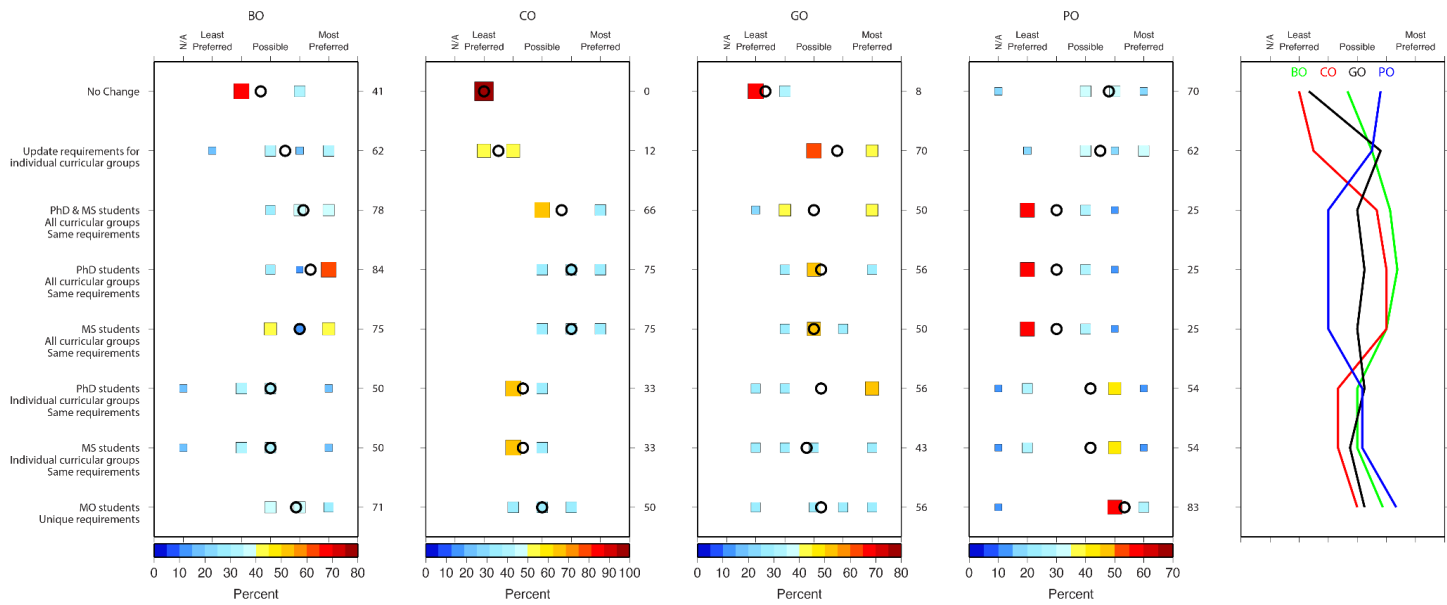 BO
CO
GO
PO
N/A Least Preferred Possible Most Preferred
N/A Least Preferred Possible Most Preferred
N/A Least Preferred Possible Most Preferred
N/A Least Preferred Possible Most Preferred
N/A Least Preferred Possible Most Preferred
BO CO GO PO
No Change 41 0 8 70
Update requirements for
individual curricular groups 62 12 70 62
PhD & MS students 78 66 50 25
All curricular groups
Same requirements
PhD students 84 75 56 25
All curricular groups
Same requirements
MS students 75 75 50 25
All curricular groups
Same requirements
PhD students 50 33 56 54
Individual curricular groups
Same requirements
MS students 50 33 43 54
Individual curricular groups
Same requirements
MO students 71 50 56 83
Unique requirements
0 10 20 30 40 50 60 70 80
Percent
0 10 20 30 40 50 60 70 80 90 100
Percent
0 10 20 30 40 50 60 70 80
Percent
0 10 20 30 40 50 60 70
Percent